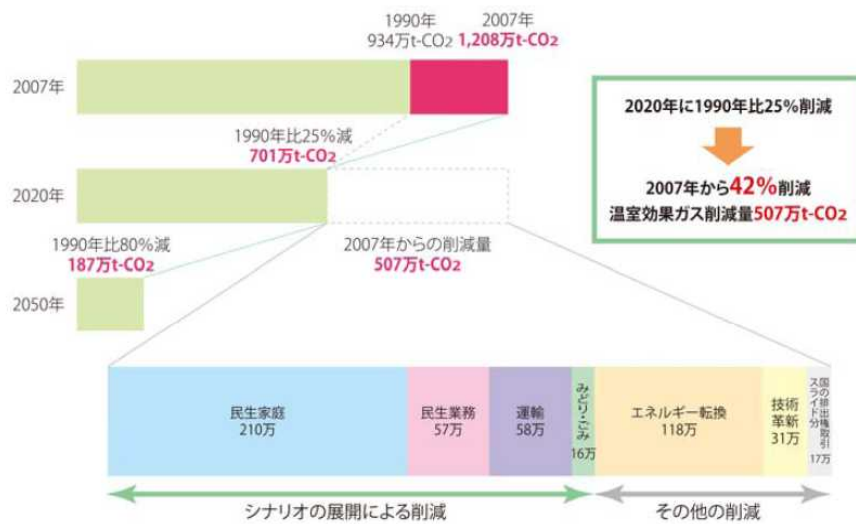 1990年
934万t-CO2
2007年
1,208万t-CO2
2007年
1990年比25%減
701万t-CO2
2020年
2020年に1990年比25%削減
2007年から42%削減
温室効果ガス削減量507万t-CO2
1990年比80%減
187万t-CO2
2007年からの削減量
507万t-CO2
2050年
民生家庭
210万
民生業務
57万
運輸
58万
みどり・ごみ
16万
エネルギー転換
118万
技術
革新
31万
国の排出権取引
スライド分
17万
シナリオの展開による削減
その他の削減